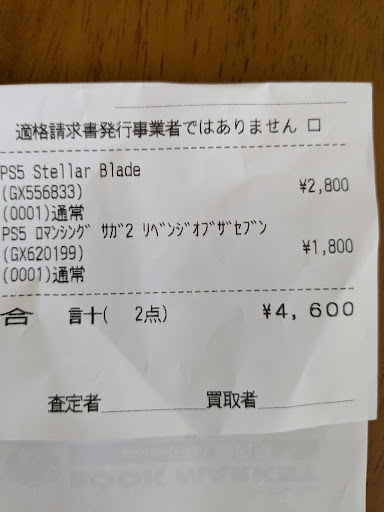 適格請求書発行事業者ではありません □
PS5 Stellar Blade
(GX556833) ¥2,800
(0001)通常
PS5 ﾛﾏﾝｼﾝｸﾞ ｻｶﾞ2 ﾘﾍﾞﾝｼﾞｵﾌﾞｻﾞｾﾌﾞﾝ
(GX620199) ¥1,800
(0001)通常
合 計( 2点) ¥4,600
査定者 買取者
BOOK MARKET